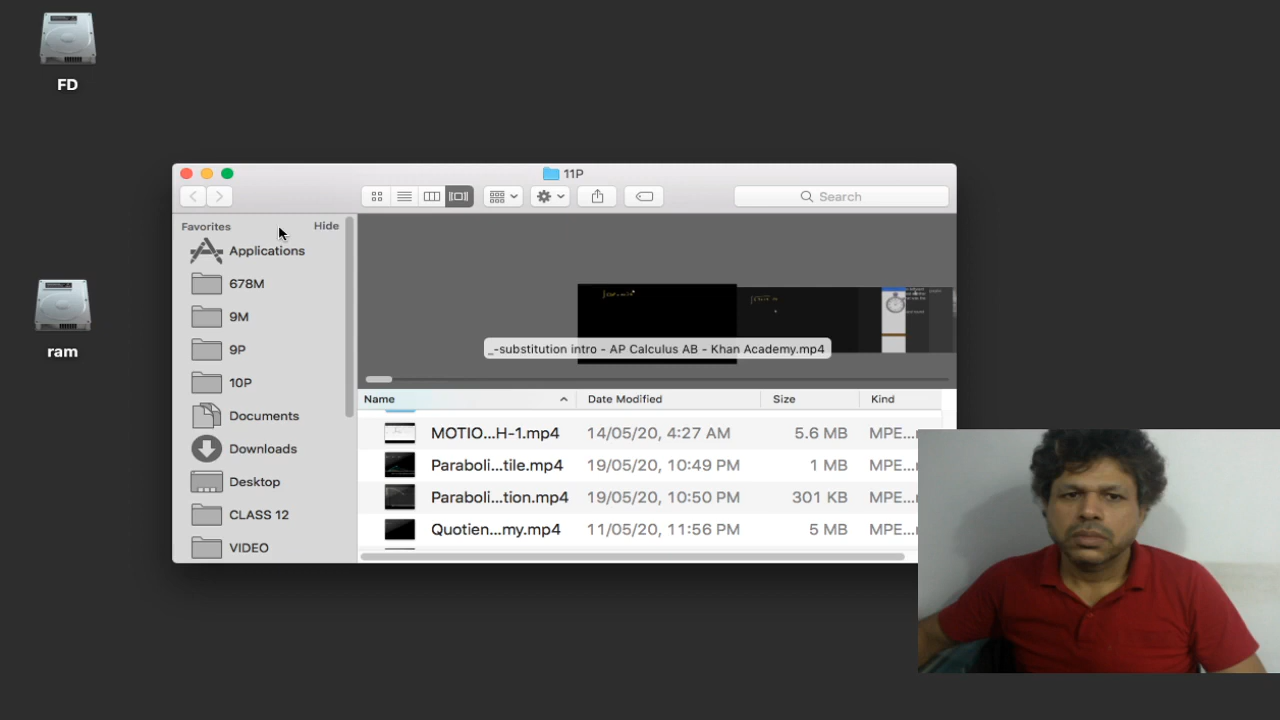 FD
ram
11P
Search
Favorites
Hide
Applications
678M
9M
9P
10P
Documents
Downloads
Desktop
CLASS 12
VIDEO
_-substitution intro - AP Calculus AB - Khan Academy.mp4
Name Date Modified Size Kind
MOTIO...H-1.mp4 14/05/20, 4:27 AM 5.6 MB MPE...
Paraboli...tile.mp4 19/05/20, 10:49 PM 1 MB MPE...
Paraboli...tion.mp4 19/05/20, 10:50 PM 301 KB MPE...
Quotien...my.mp4 11/05/20, 11:56 PM 5 MB MPE...